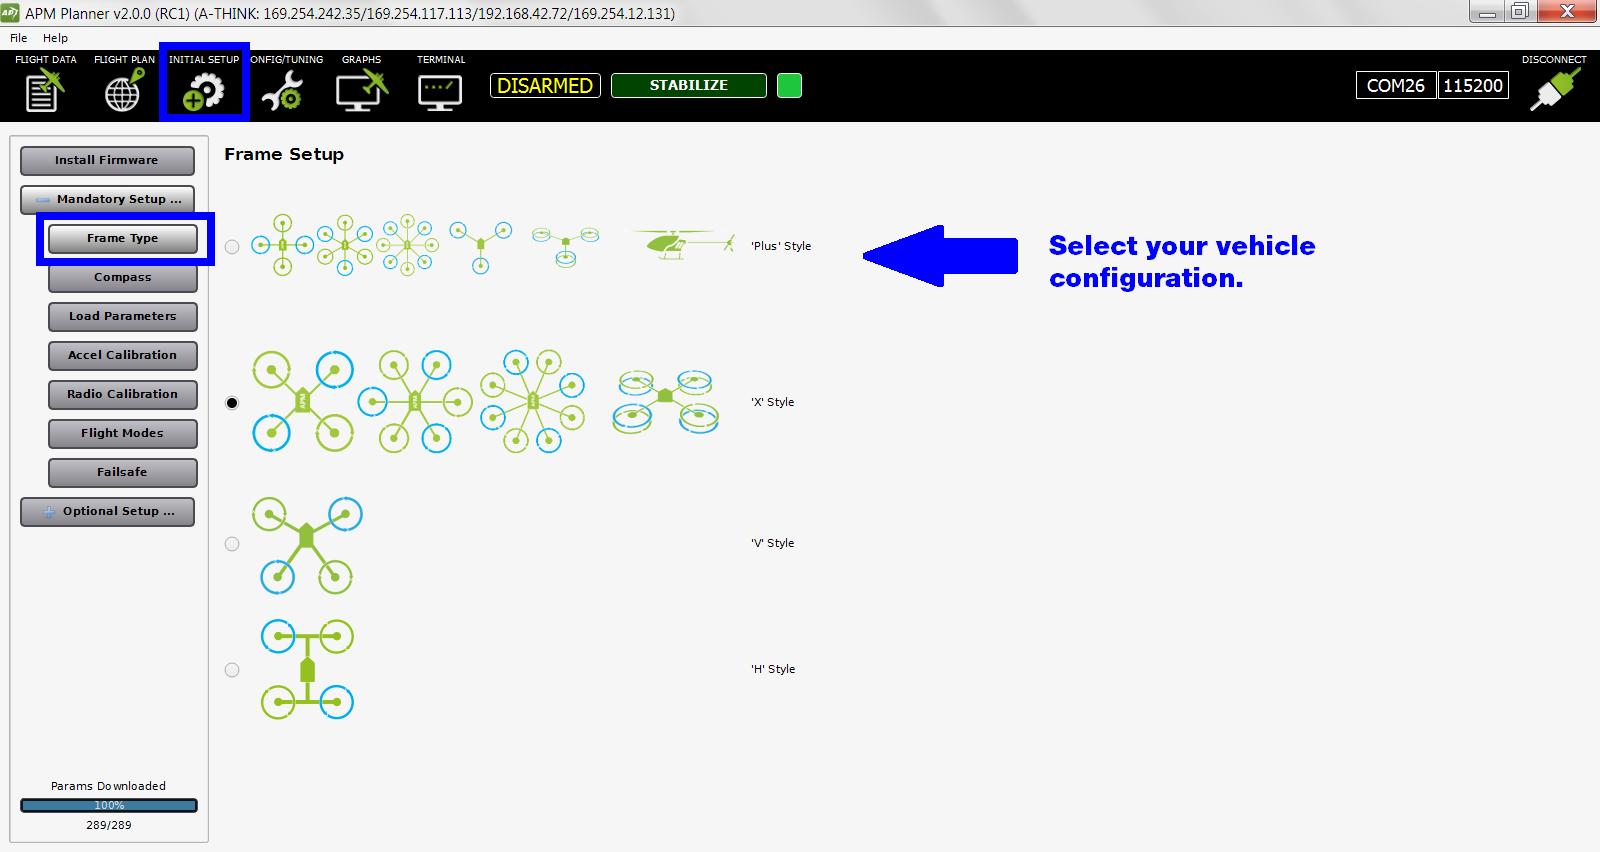 APM Planner v2.0.0 (RC1) (A-THINK: 169.254.242.35/169.254.117.113/192.168.42.72/169.254.12.131)
File Help
FLIGHT DATA FLIGHT PLAN INITIAL SETUP ONFIG/TUNING GRAPHS TERMINAL DISCONNECT
DISARMED STABILIZE COM26 115200
Install Firmware
Mandatory Setup ...
Frame Type
Compass
Load Parameters
Accel Calibration
Radio Calibration
Flight Modes
Failsafe
Optional Setup ...
Params Downloaded
100%
289/289
Frame Setup
'Plus' Style
Select your vehicle
configuration.
APM APM APM
'X' Style
'V' Style
'H' Style